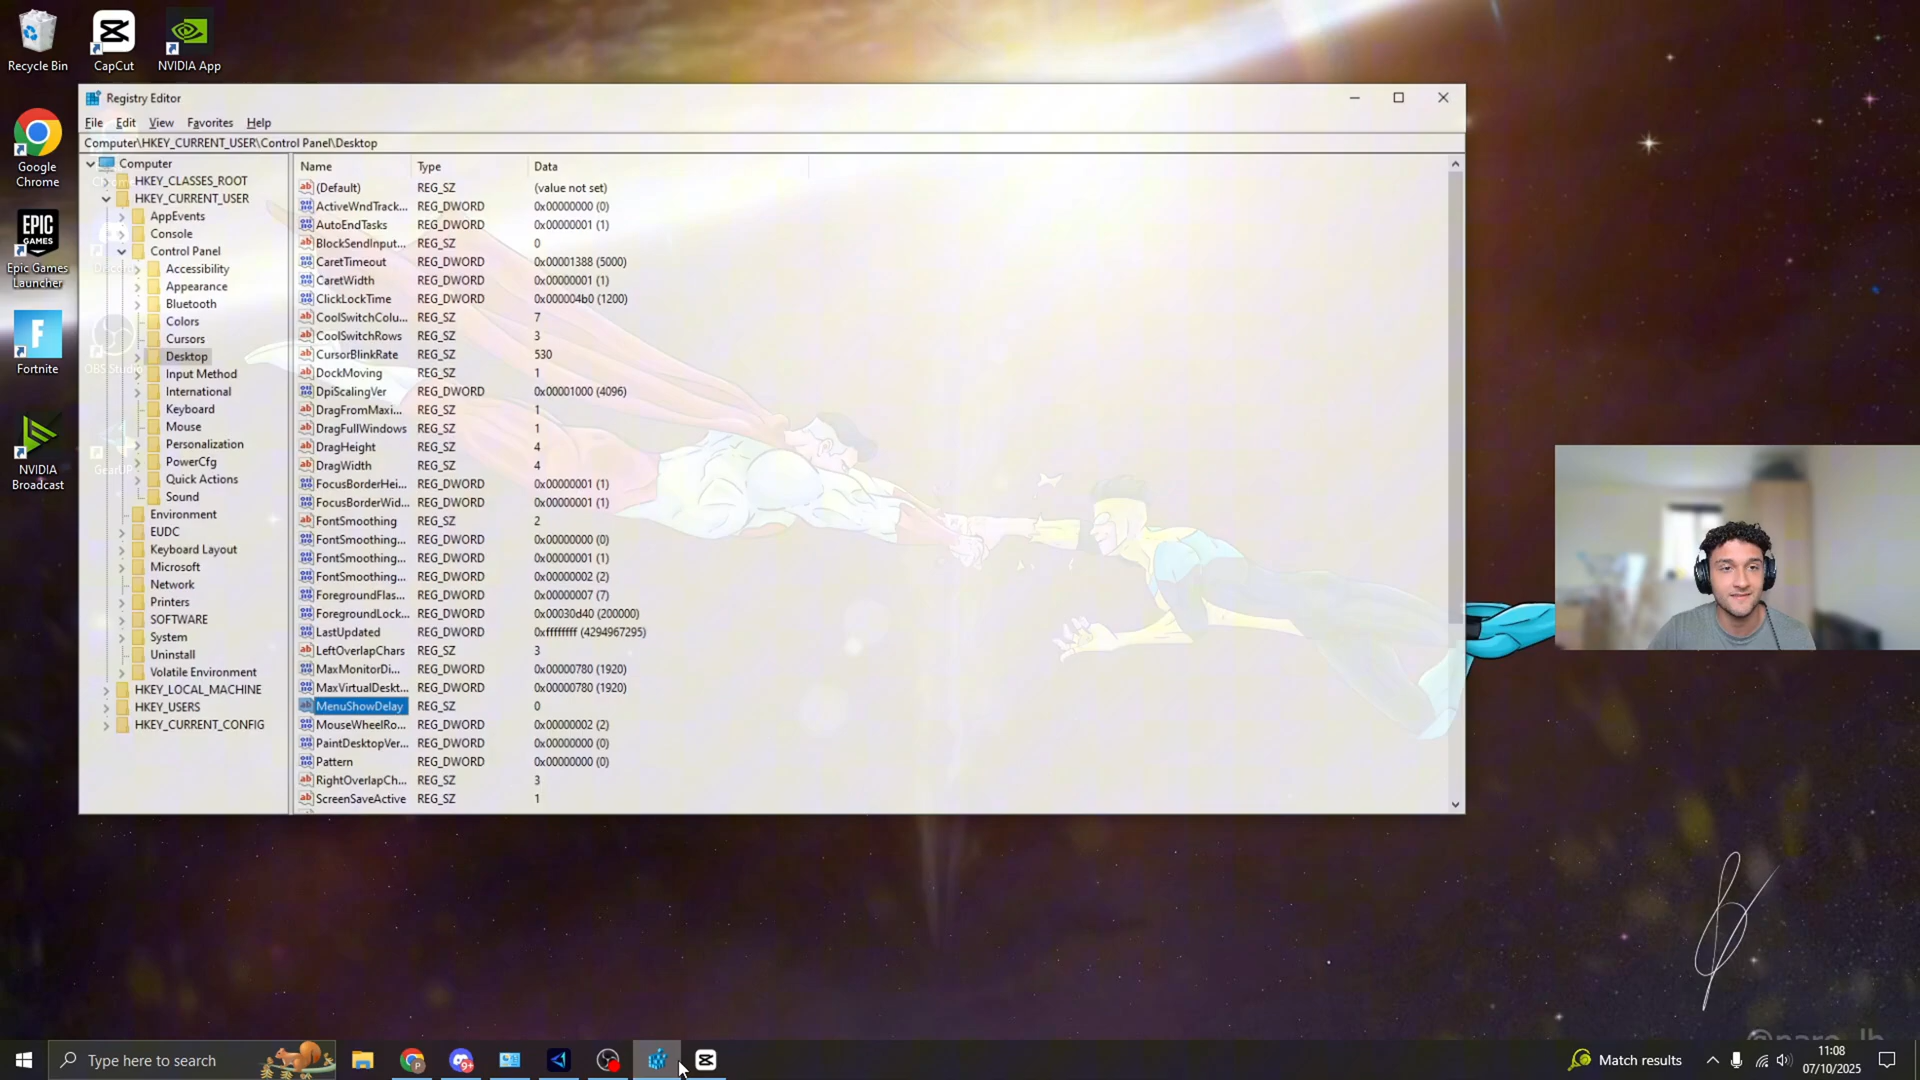 Recycle Bin
CapCut
NVIDIA App
Google Chrome
EPIC GAMES
Epic Games Launcher
Fortnite
NVIDIA Broadcast
Registry Editor
File Edit View Favorites Help
Computer\HKEY_CURRENT_USER\Control Panel\Desktop
Computer
HKEY_CLASSES_ROOT
HKEY_CURRENT_USER
AppEvents
Console
Control Panel
Accessibility
Appearance
Bluetooth
Colors
Cursors
Desktop
Input Method
International
Keyboard
Mouse
Personalization
PowerCfg
Quick Actions
Sound
Environment
EUDC
Keyboard Layout
Microsoft
Network
Printers
SOFTWARE
System
Uninstall
Volatile Environment
HKEY_LOCAL_MACHINE
HKEY_USERS
HKEY_CURRENT_CONFIG
Name Type Data
(Default) REG_SZ (value not set)
ActiveWndTrack... REG_DWORD 0x00000000 (0)
AutoEndTasks REG_DWORD 0x00000001 (1)
BlockSendInput... REG_SZ 0
CaretTimeout REG_DWORD 0x00001388 (5000)
CaretWidth REG_DWORD 0x00000001 (1)
ClickLockTime REG_DWORD 0x000004b0 (1200)
CoolSwitchColu... REG_SZ 7
CoolSwitchRows REG_SZ 3
CursorBlinkRate REG_SZ 530
DockMoving REG_SZ 1
DpiScalingVer REG_DWORD 0x00001000 (4096)
DragFromMaxi... REG_SZ 1
DragFullWindows REG_SZ 1
DragHeight REG_SZ 4
DragWidth REG_SZ 4
FocusBorderHei... REG_DWORD 0x00000001 (1)
FocusBorderWid... REG_DWORD 0x00000001 (1)
FontSmoothing REG_SZ 2
FontSmoothing... REG_DWORD 0x00000000 (0)
FontSmoothing... REG_DWORD 0x00000001 (1)
FontSmoothing... REG_DWORD 0x00000002 (2)
ForegroundFlas... REG_DWORD 0x00000007 (7)
ForegroundLock... REG_DWORD 0x00030d40 (200000)
LastUpdated REG_DWORD 0xffffffff (4294967295)
LeftOverlapChars REG_SZ 3
MaxMonitorDi... REG_DWORD 0x00000780 (1920)
MaxVirtualDeskt... REG_DWORD 0x00000780 (1920)
MenuShowDelay REG_SZ 0
MouseWheelRo... REG_DWORD 0x00000002 (2)
PaintDesktopVer... REG_DWORD 0x00000000 (0)
Pattern REG_DWORD 0x00000000 (0)
RightOverlapCh... REG_SZ 3
ScreenSaveActive REG_SZ 1
Type here to search
9+
Match results
11:08
07/10/2025